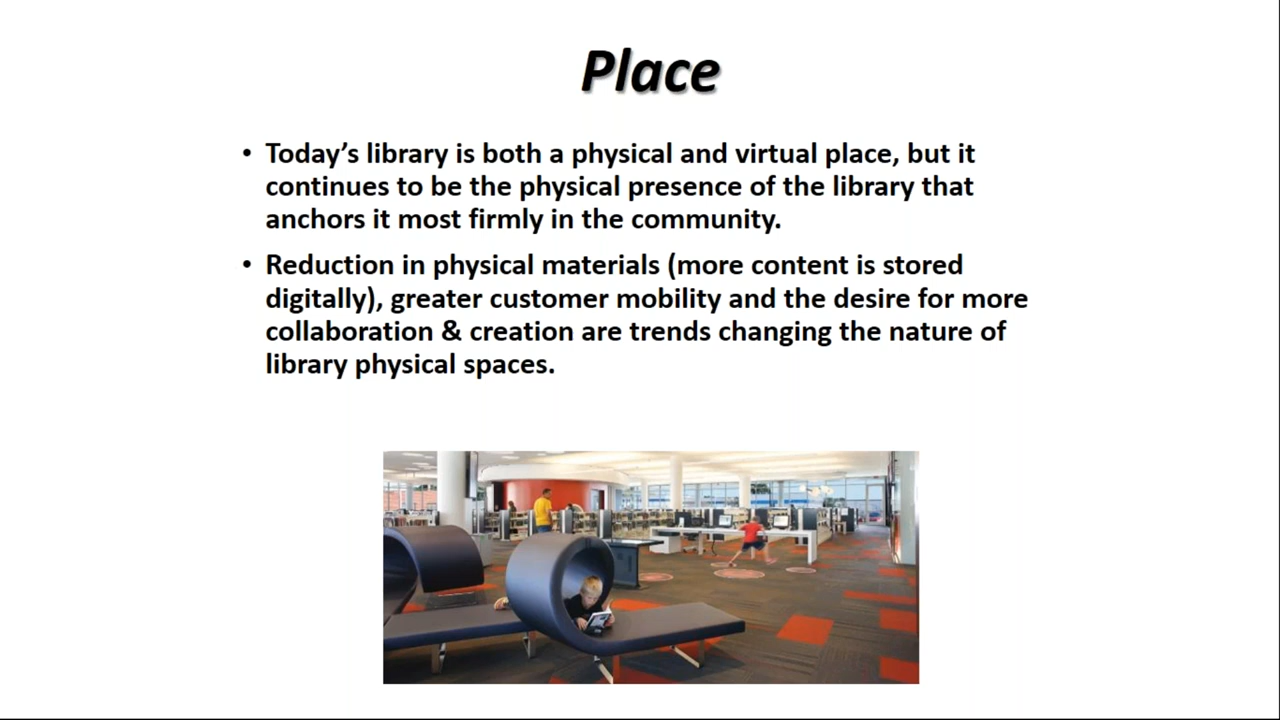 Place
• Today’s library is both a physical and virtual place, but it
continues to be the physical presence of the library that
anchors it most firmly in the community.
• Reduction in physical materials (more content is stored
digitally), greater customer mobility and the desire for more
collaboration & creation are trends changing the nature of
library physical spaces.